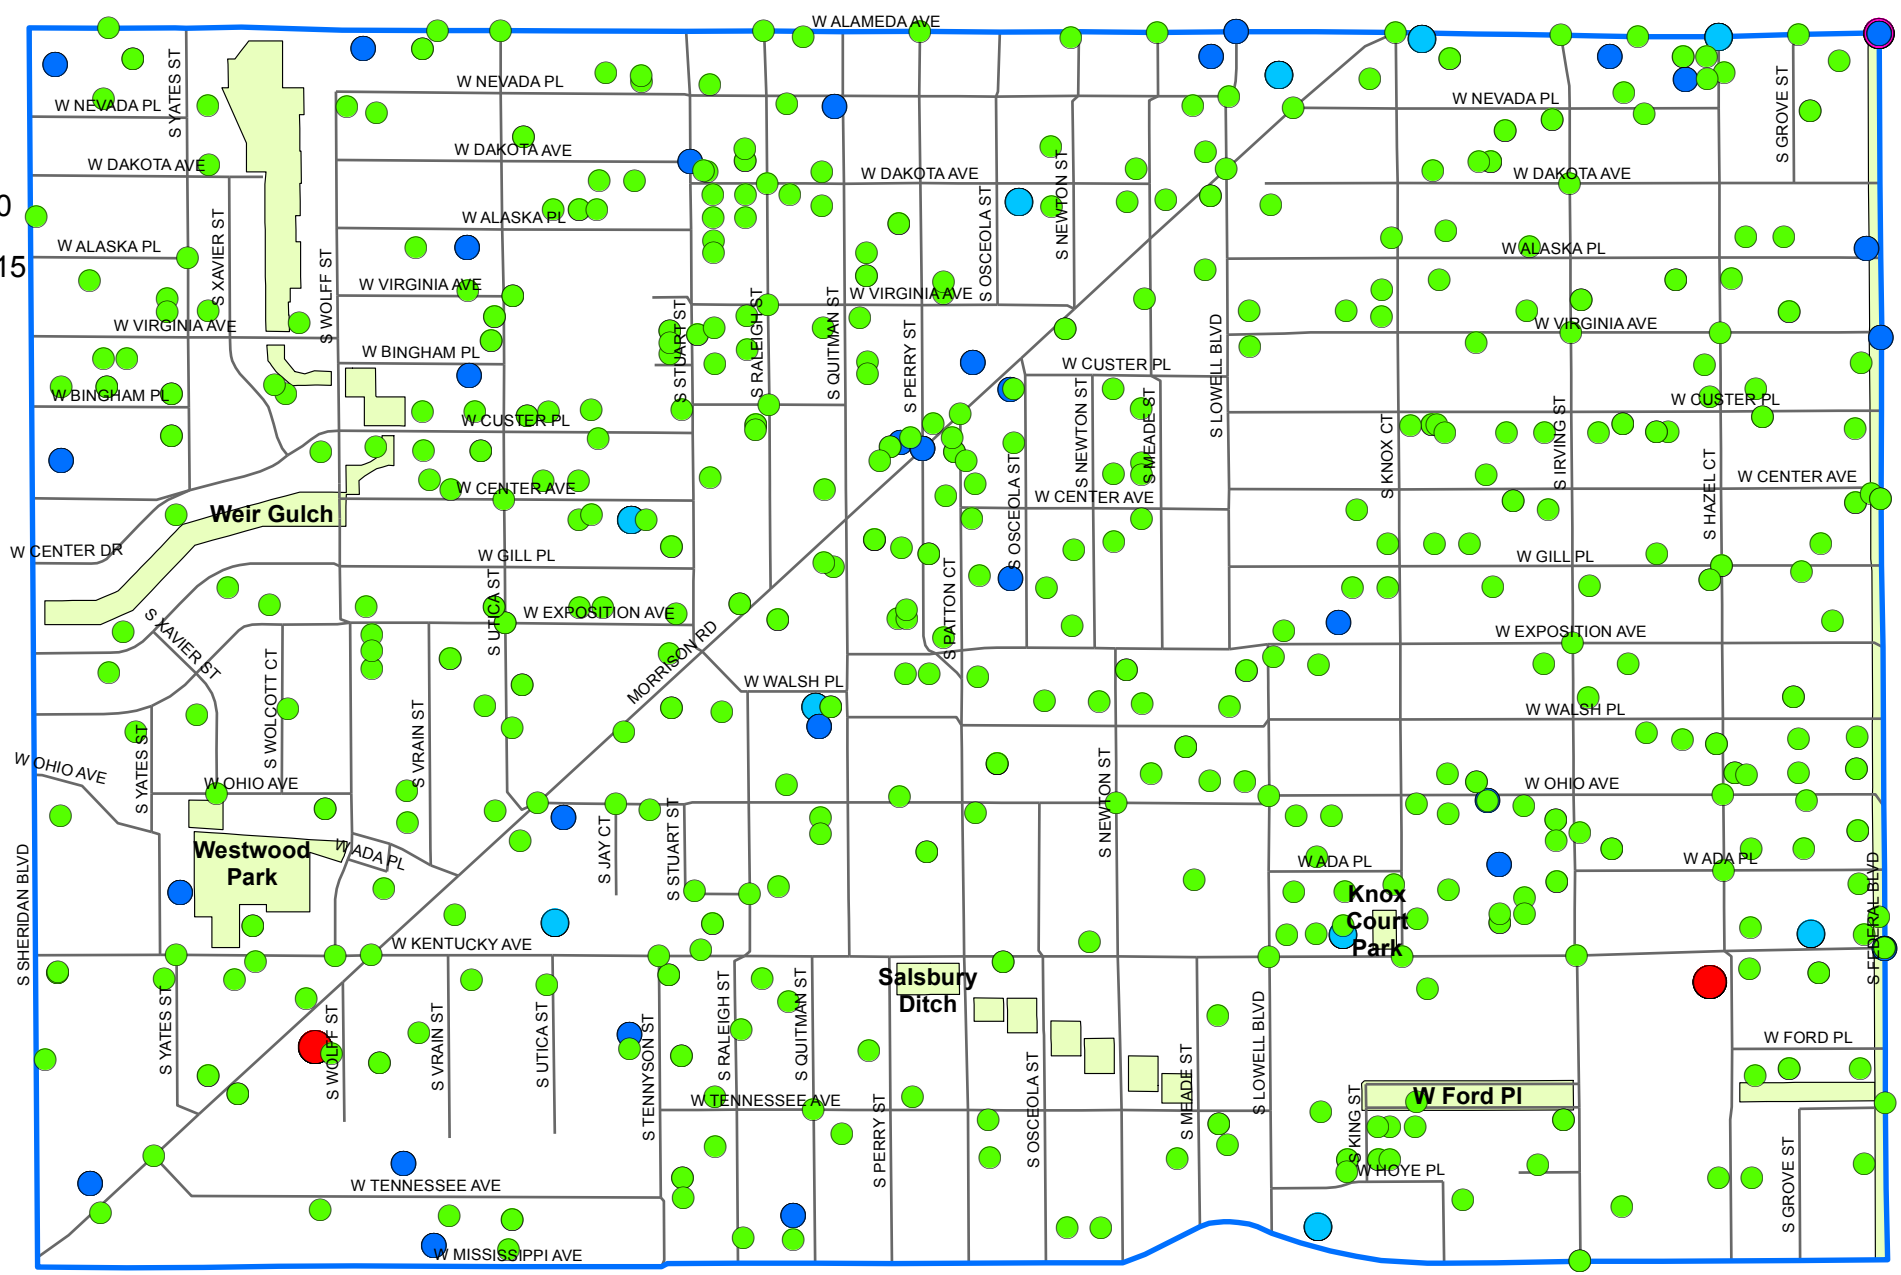 W ALAMEDA AVE
S YATES ST
W NEVADA PL
W NEVADA PL
W NEVADA PL
S GROVE ST
W DAKOTA AVE
W DAKOTA AVE
W DAKOTA AVE
W DAKOTA AVE
0
S XAVIER ST
W ALASKA PL
S OSCEOLA ST
S NEWTON ST
W ALASKA PL
W ALASKA PL
15
S WOLFF ST
W VIRGINIA AVE
W VIRGINIA AVE
W VIRGINIA AVE
W VIRGINIA AVE
S STUART ST
S RALEIGH ST
S QUITMAN ST
S PERRY ST
S LOWELL BLVD
W BINGHAM PL
W CUSTER PL
W BINGHAM PL
W CUSTER PL
W CUSTER PL
S NEWTON ST
S MEADE ST
S KNOX CT
S IRVING ST
S HAZEL CT
W CENTER AVE
W CENTER AVE
W CENTER AVE
Weir Gulch
S OSCEOLA ST
W CENTER DR
W GILL PL
W GILL PL
S UTICA ST
S PATTON CT
W EXPOSITION AVE
W EXPOSITION AVE
S XAVIER ST
MORRISON RD
S WOLCOTT CT
W WALSH PL
W WALSH PL
S VRAIN ST
S YATES ST
W OHIO AVE
W OHIO AVE
W OHIO AVE
S NEWTON ST
S JAY CT
S STUART ST
Westwood
Park
W ADA PL
W ADA PL
W ADA PL
S SHERIDAN BLVD
Knox
Court
Park
S FEDERAL BLVD
W KENTUCKY AVE
Salsbury
Ditch
S YATES ST
S WOLFF ST
S VRAIN ST
S UTICA ST
S TENNYSON ST
S RALEIGH ST
S QUITMAN ST
S PERRY ST
S OSCEOLA ST
S MEADE ST
S LOWELL BLVD
W FORD PL
W Ford Pl
S KING ST
W TENNESSEE AVE
W HOYE PL
S GROVE ST
W TENNESSEE AVE
W MISSISSIPPI AVE